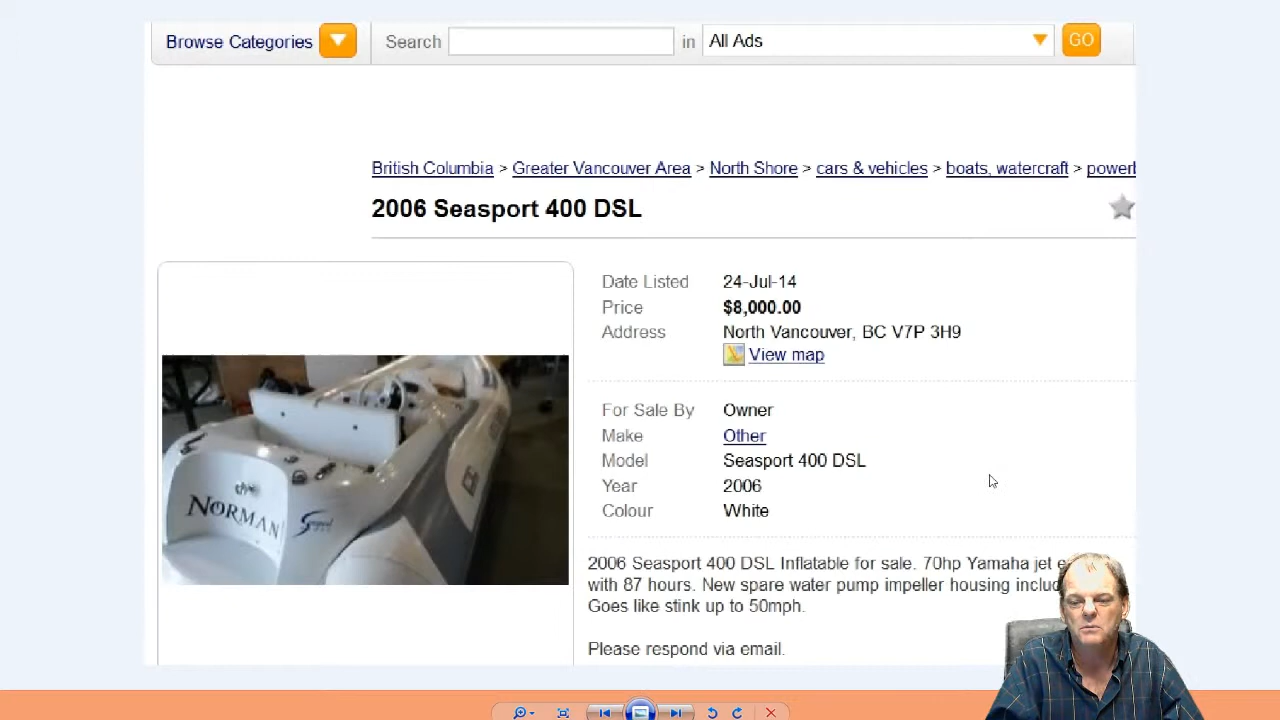 Browse Categories Search in All Ads GO
British Columbia > Greater Vancouver Area > North Shore > cars & vehicles > boats, watercraft >
2006 Seasport 400 DSL
Date Listed 24-Jul-14
Price $8,000.00
Address North Vancouver, BC V7P 3H9
View map
For Sale By Owner
Make Other
Model Seasport 400 DSL
Year 2006
Colour White
NORMAN
2006 Seasport 400 DSL Inflatable for sale. 70hp Yamaha jet
with 87 hours. New spare water pump impeller housing
Goes like stink up to 50mph.
Please respond via email.